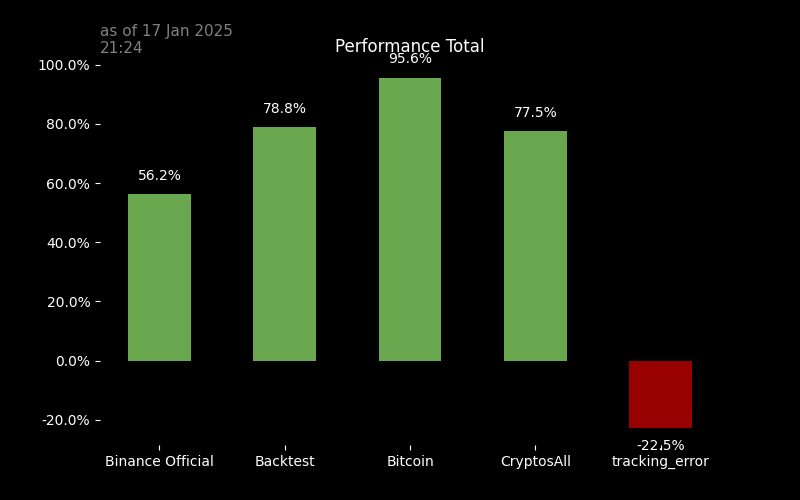 as of 17 Jan 2025
21:24
Performance Total
100.0%
80.0%
60.0%
40.0%
20.0%
0.0%
-20.0%
56.2%
78.8%
95.6%
77.5%
-22.5%
Binance Official
Backtest
Bitcoin
CryptosAll
tracking_error